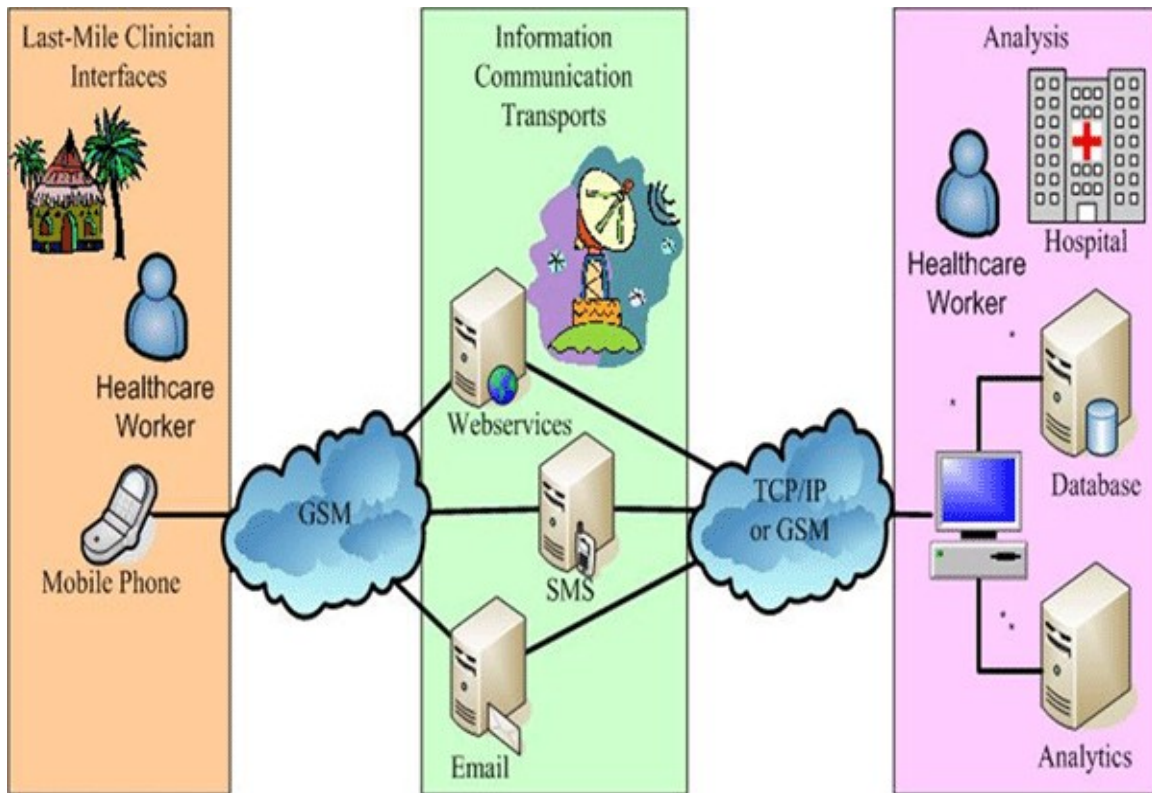 Last-Mile Clinician
Interfaces
Healthcare
Worker
Mobile Phone
GSM
Information
Communication
Transports
Webservices
SMS
Email
TCP/IP
or GSM
Analysis
Hospital
Healthcare
Worker
*
*
Database
*
*
Analytics